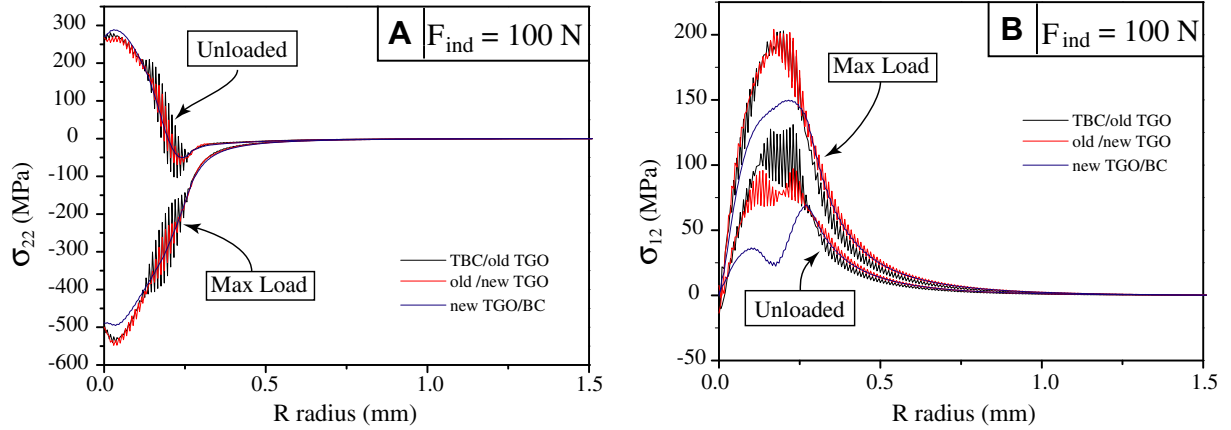 A F_ind = 100 N
300
200
100
0
-100
-200
-300
-400
-500
-600
σ22 (MPa)
Unloaded
Max Load
TBC/old TGO
old /new TGO
new TGO/BC
0.0 0.5 1.0 1.5
R radius (mm)
B F_ind = 100 N
200
150
100
50
0
-50
σ12 (MPa)
Max Load
Unloaded
TBC/old TGO
old /new TGO
new TGO/BC
0.0 0.5 1.0 1.5
R radius (mm)